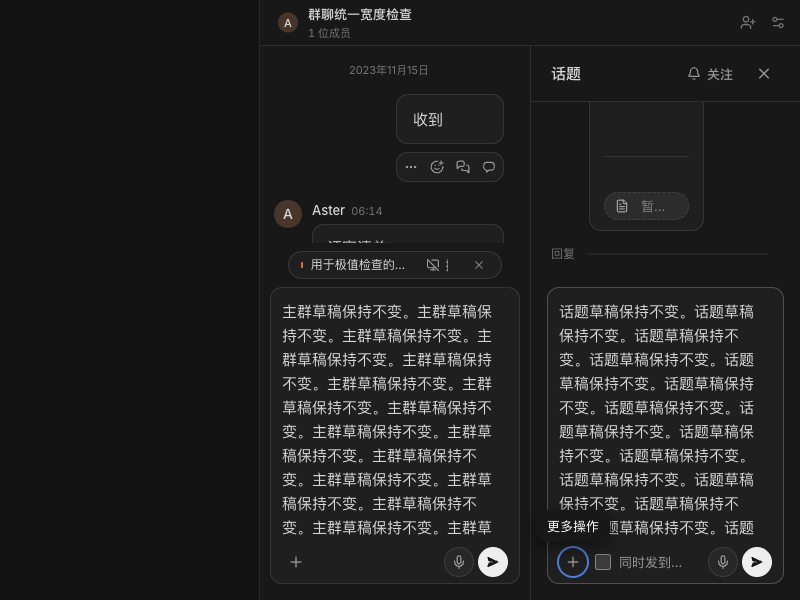 A
群聊统一宽度检查
1 位成员
2023年11月15日
收到
A
Aster 06:14
用于极值检查的...
主群草稿保持不变。主群草稿保
持不变。主群草稿保持不变。主
群草稿保持不变。主群草稿保持
不变。主群草稿保持不变。主群
草稿保持不变。主群草稿保持不
变。主群草稿保持不变。主群草
稿保持不变。主群草稿保持不
变。主群草稿保持不变。主群草
稿保持不变。主群草稿保持不
变。主群草稿保持不变。主群草
话题
关注
暂...
回复
话题草稿保持不变。话题草稿
保持不变。话题草稿保持不
变。话题草稿保持不变。话题
草稿保持不变。话题草稿保持
不变。话题草稿保持不变。话
题草稿保持不变。话题草稿保
持不变。话题草稿保持不变。
话题草稿保持不变。话题草
稿保持不变。话题草稿保持不
题草稿保持不变。话题
更多操作
同时发到...